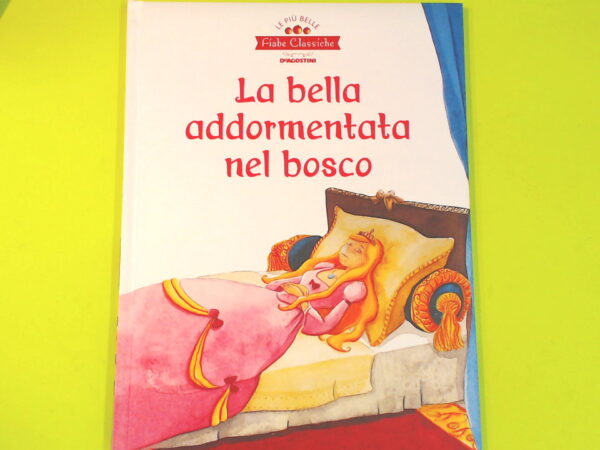 LE PIÙ BELLE
Fiabe Classiche
DEAGOSTINI
La bella
addormentata
nel bosco